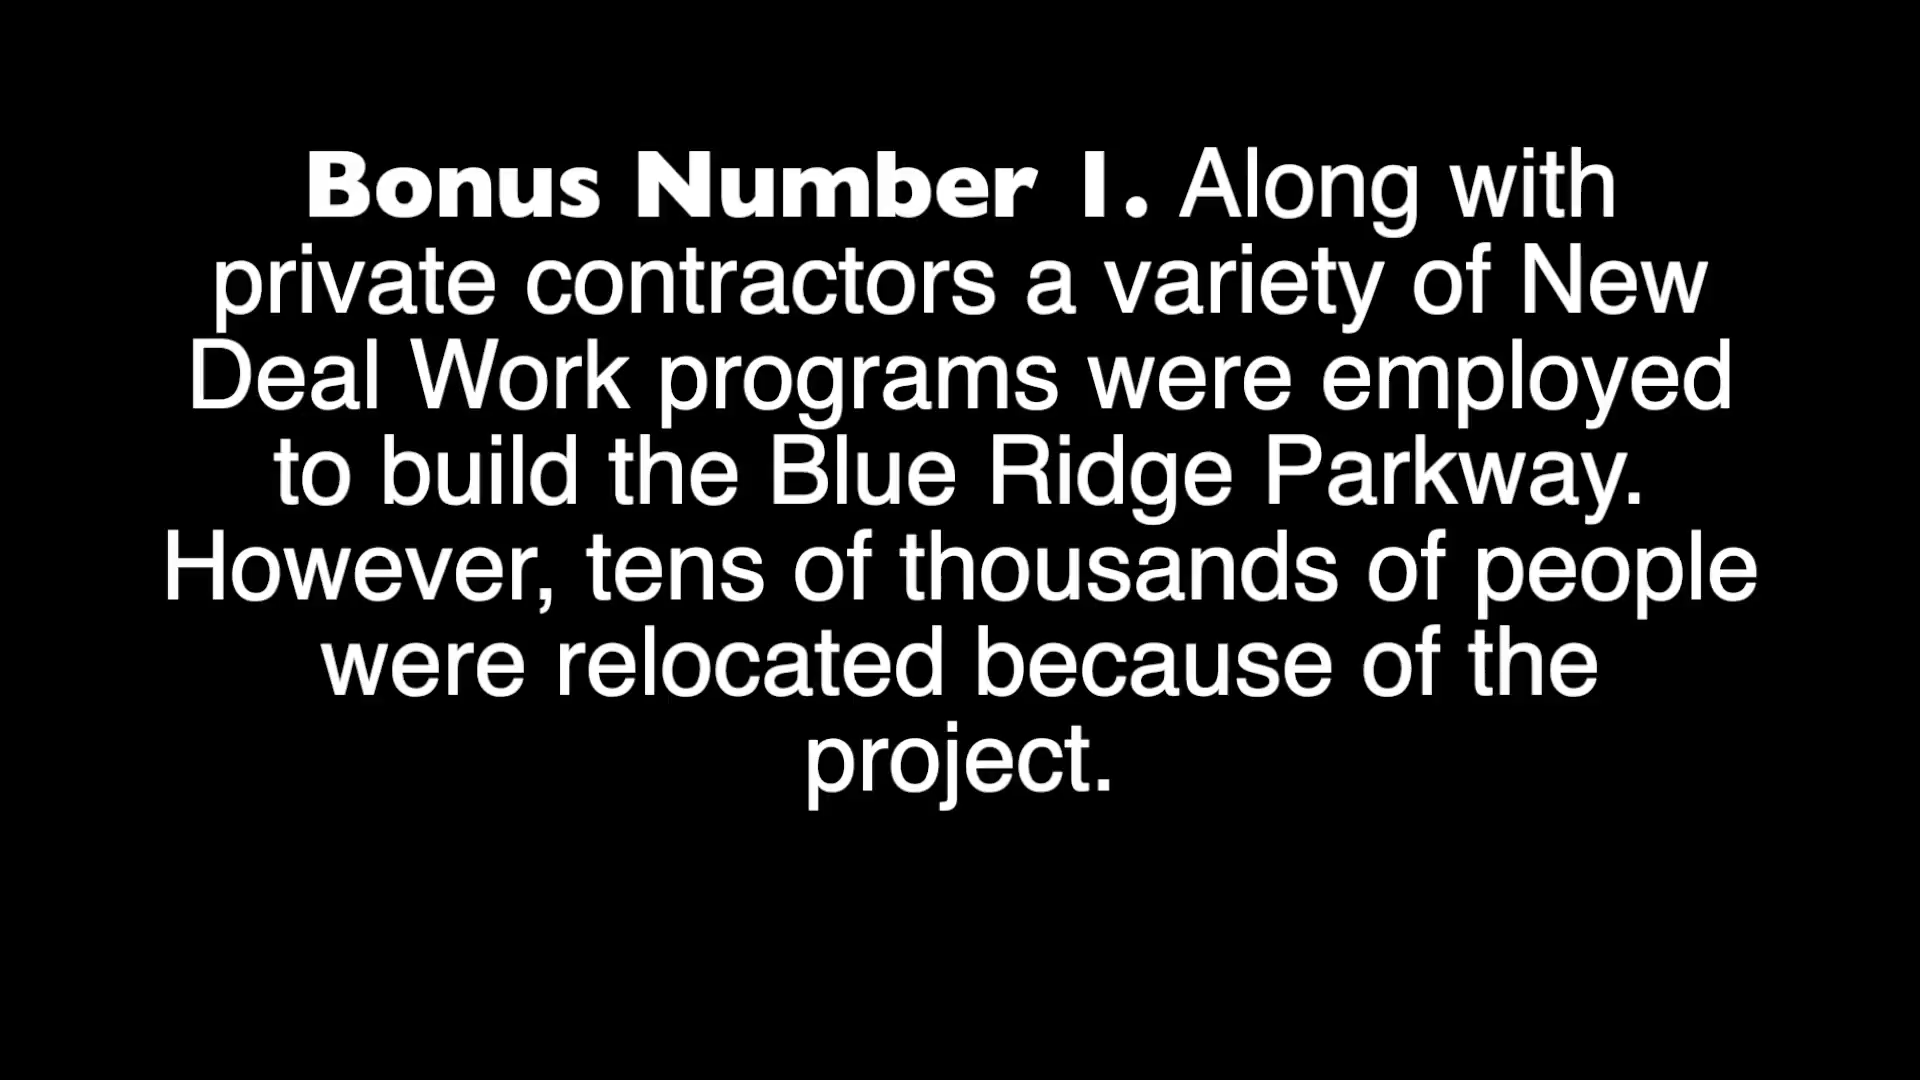 Bonus Number 1. Along with
private contractors a variety of New
Deal Work programs were employed
to build the Blue Ridge Parkway.
However, tens of thousands of people
were relocated because of the
project.